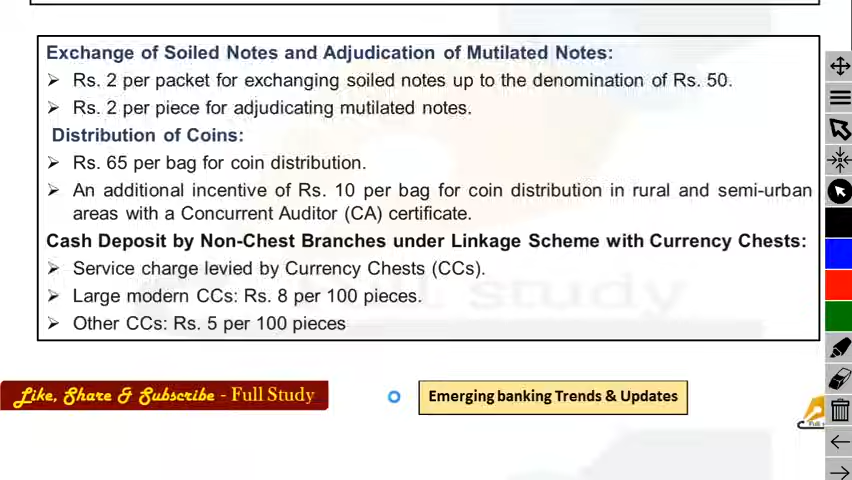 Exchange of Soiled Notes and Adjudication of Mutilated Notes:
➢ Rs. 2 per packet for exchanging soiled notes up to the denomination of Rs. 50.
➢ Rs. 2 per piece for adjudicating mutilated notes.
Distribution of Coins:
➢ Rs. 65 per bag for coin distribution.
➢ An additional incentive of Rs. 10 per bag for coin distribution in rural and semi-urban
areas with a Concurrent Auditor (CA) certificate.
Cash Deposit by Non-Chest Branches under Linkage Scheme with Currency Chests:
➢ Service charge levied by Currency Chests (CCs).
➢ Large modern CCs: Rs. 8 per 100 pieces.
➢ Other CCs: Rs. 5 per 100 pieces
full study
Like, Share & Subscribe - Full Study
Emerging banking Trends & Updates
Full